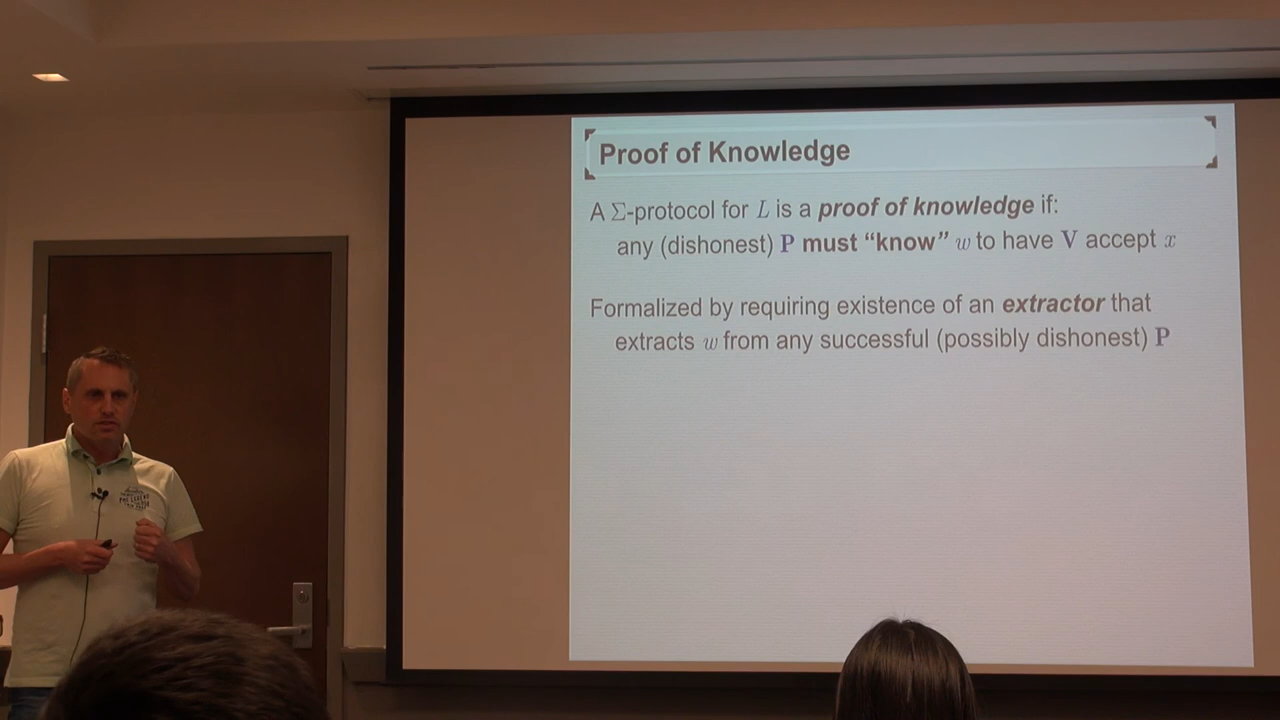 Proof of Knowledge
A Σ-protocol for L is a proof of knowledge if:
any (dishonest) P must “know” w to have V accept x
Formalized by requiring existence of an extractor that
extracts w from any successful (possibly dishonest) P